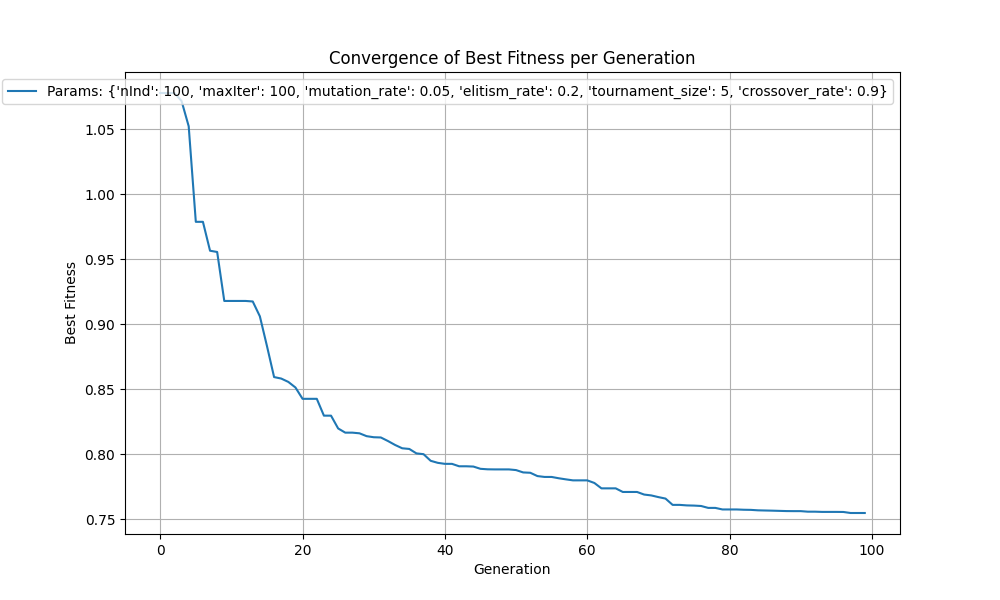 Convergence of Best Fitness per Generation
Params: {'nInd': 100, 'maxIter': 100, 'mutation_rate': 0.05, 'elitism_rate': 0.2, 'tournament_size': 5, 'crossover_rate': 0.9}
1.05
1.00
0.95
0.90
0.85
0.80
0.75
Best Fitness
0 20 40 60 80 100
Generation